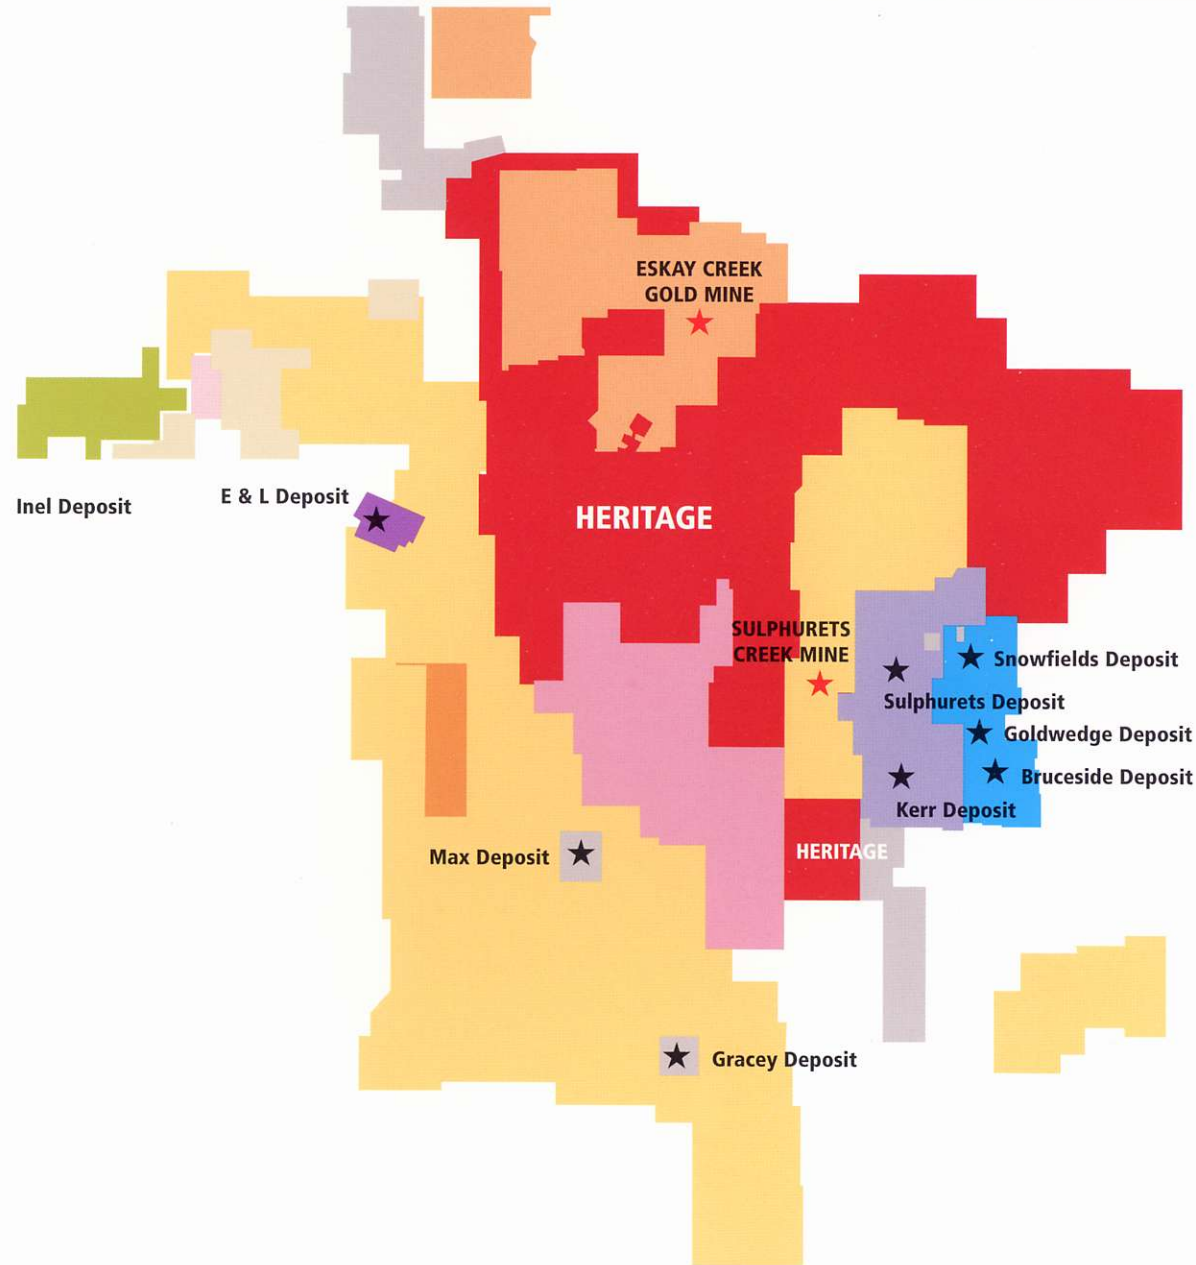 ESKAY CREEK
GOLD MINE
E & L Deposit
Inel Deposit
HERITAGE
SULPHURETS
CREEK MINE
Snowfields Deposit
Sulphurets Deposit
Goldwedge Deposit
Bruceside Deposit
Kerr Deposit
HERITAGE
Max Deposit
Gracey Deposit